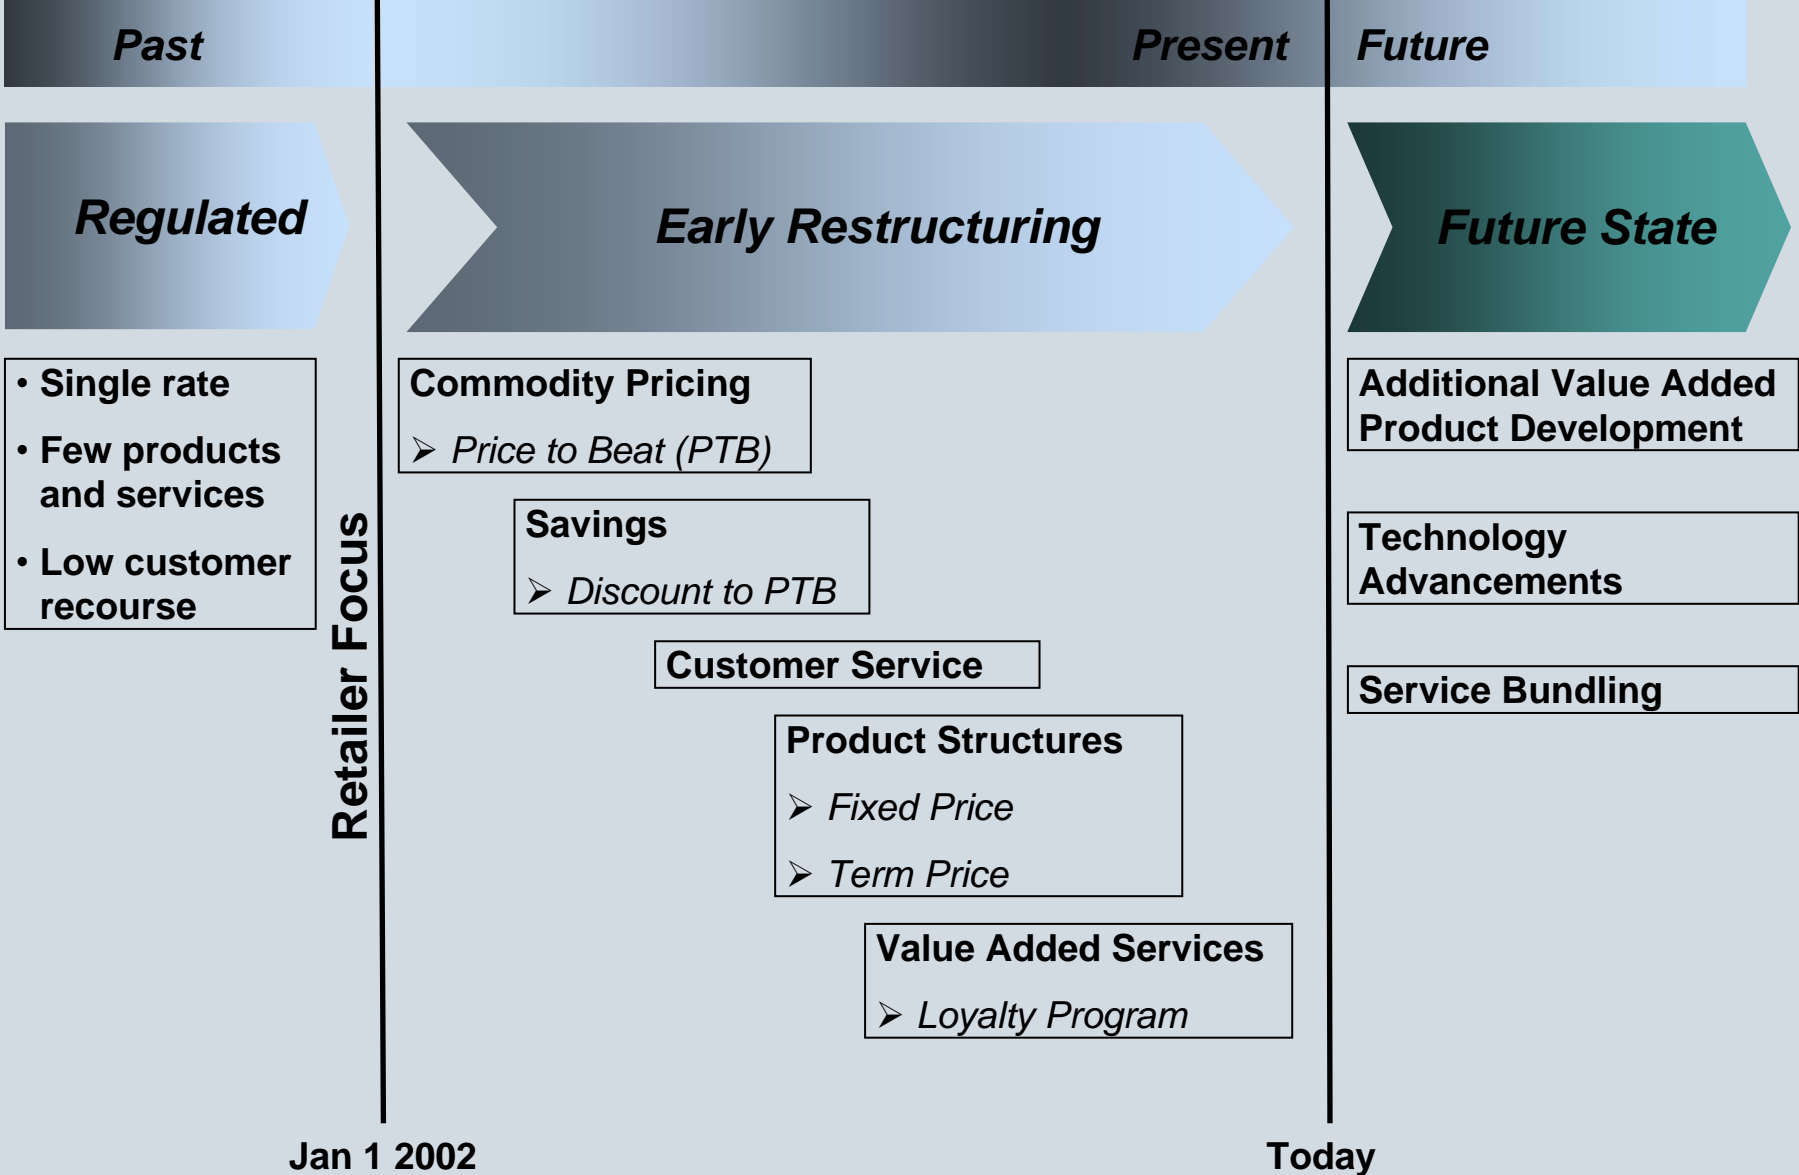 Past
Present
Future
Regulated
Early Restructuring
Future State
• Single rate
• Few products
and services
• Low customer
recourse
Retailer Focus
Commodity Pricing
➢ Price to Beat (PTB)
Savings
➢ Discount to PTB
Customer Service
Product Structures
➢ Fixed Price
➢ Term Price
Value Added Services
➢ Loyalty Program
Additional Value Added
Product Development
Technology
Advancements
Service Bundling
Jan 1 2002
Today